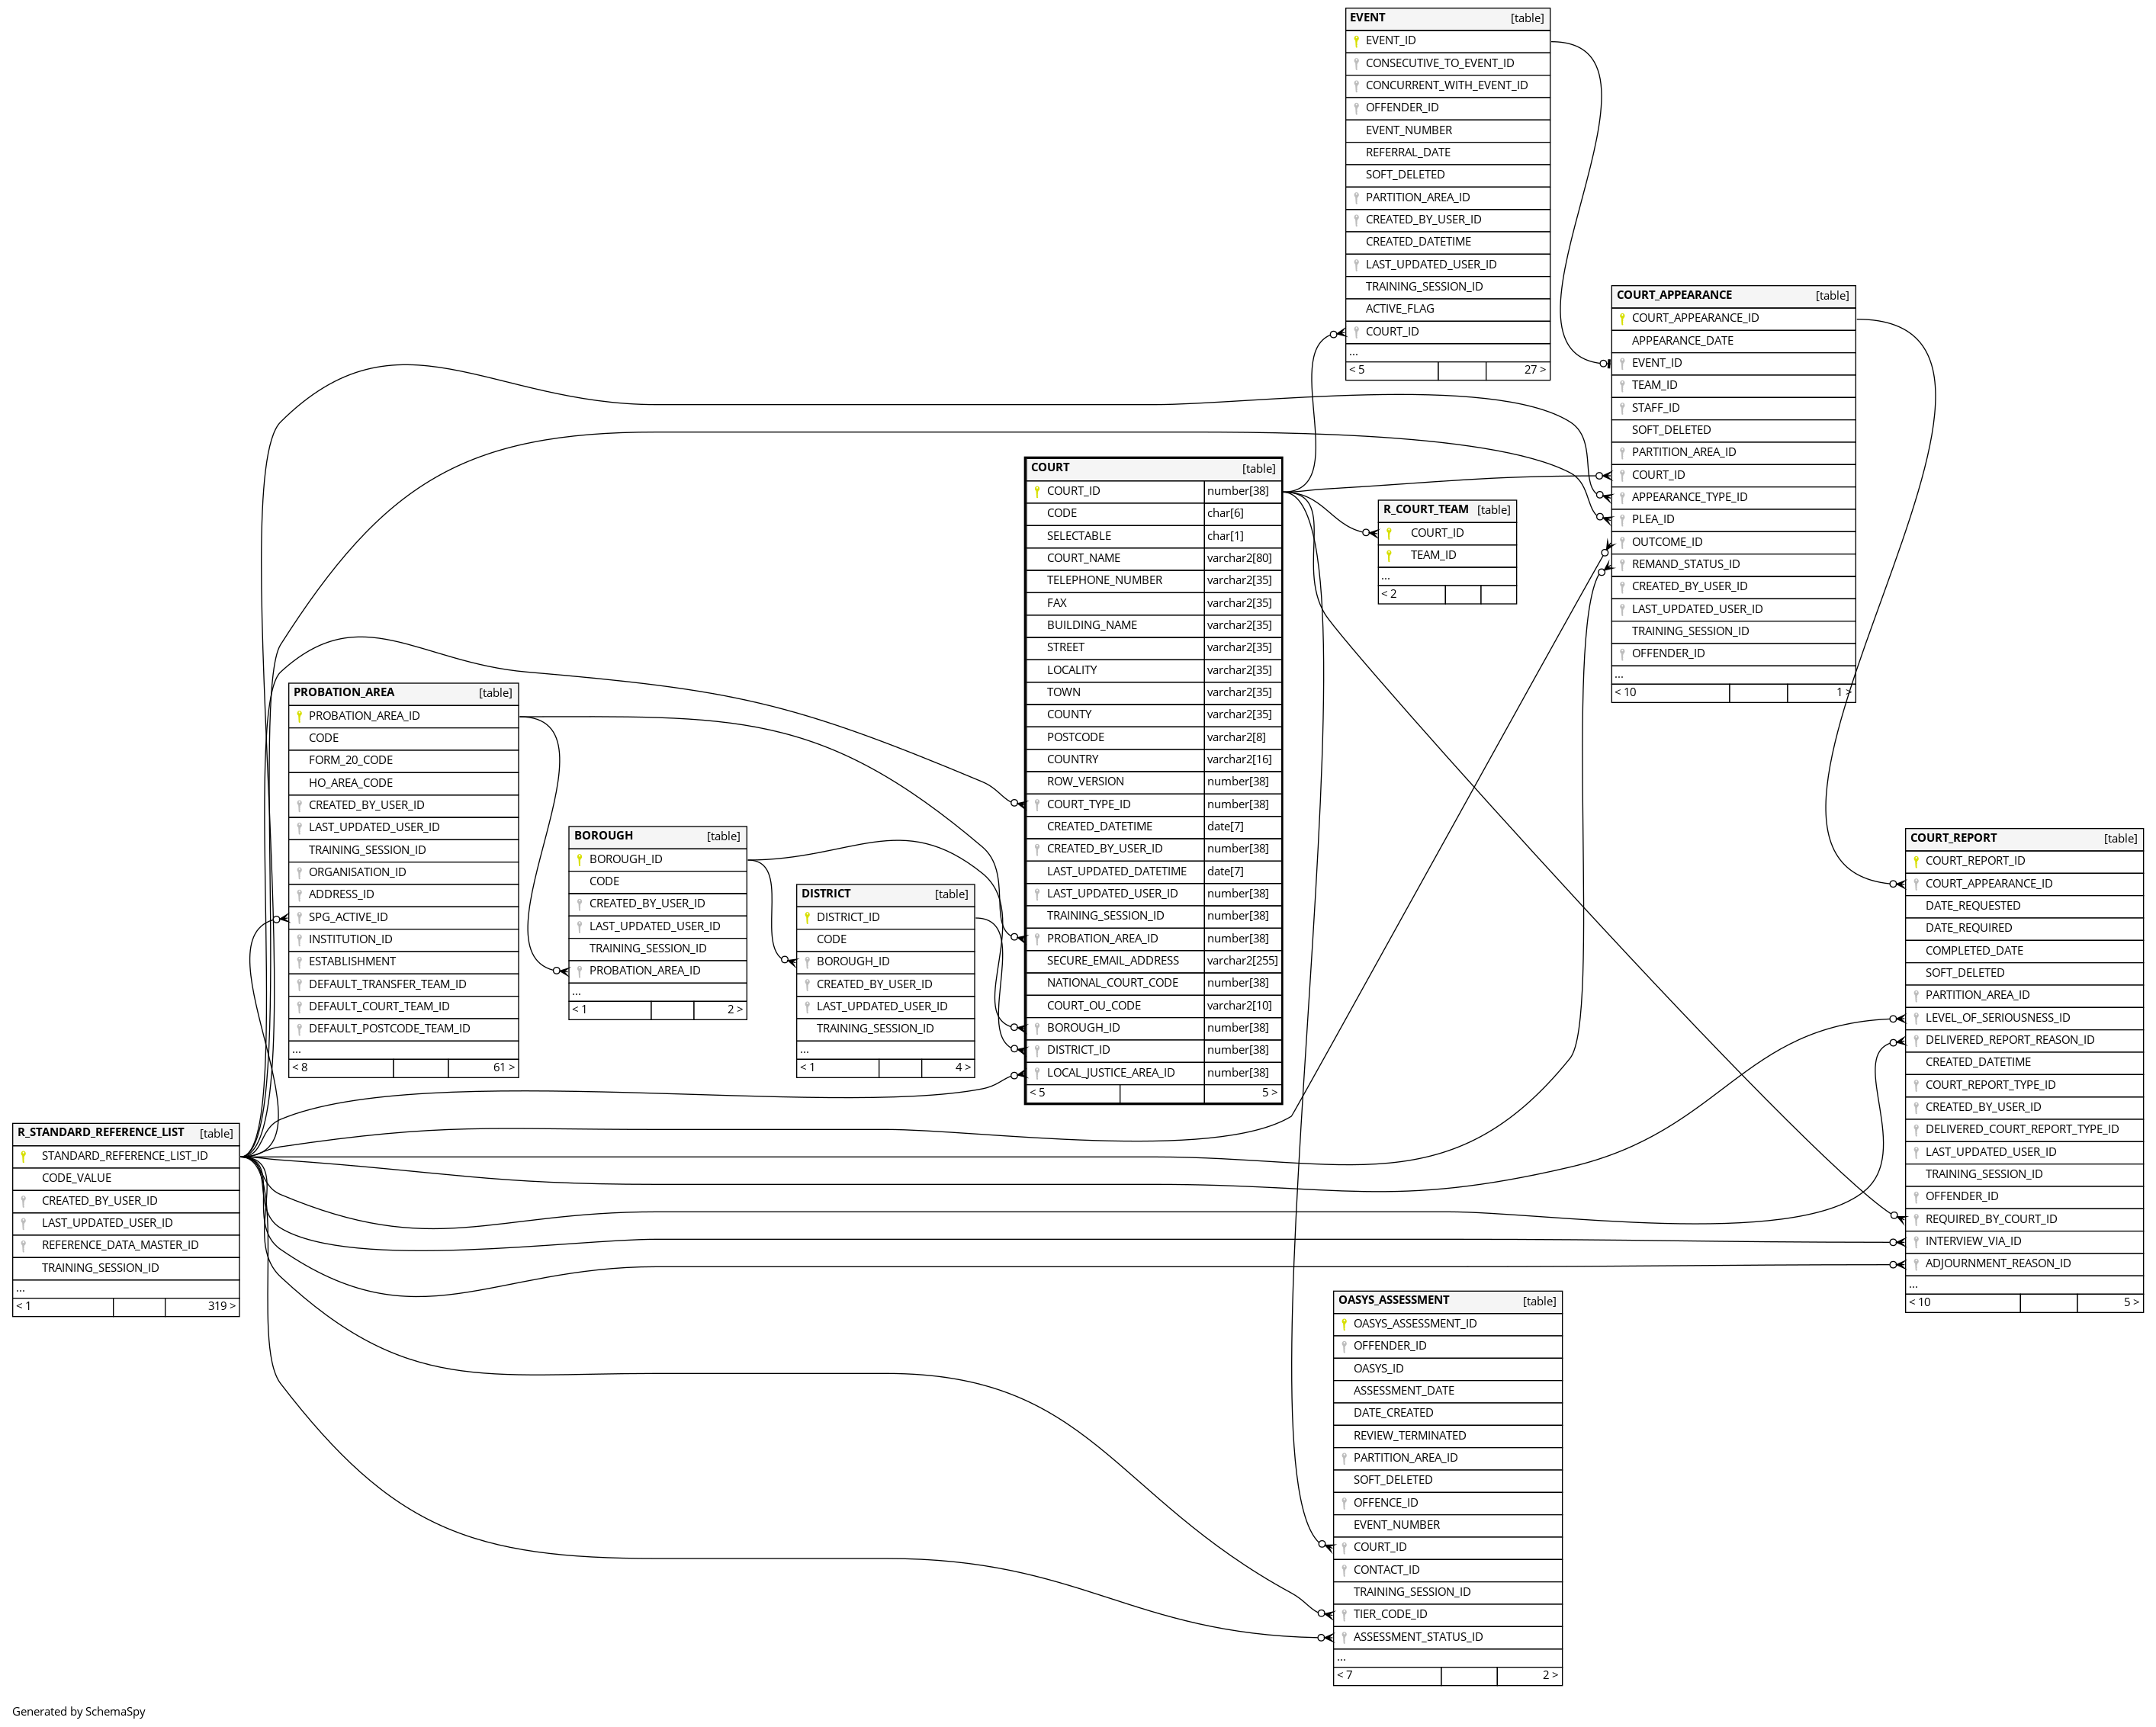 EVENT [table]
EVENT_ID
CONSECUTIVE_TO_EVENT_ID
CONCURRENT_WITH_EVENT_ID
OFFENDER_ID
EVENT_NUMBER
REFERRAL_DATE
SOFT_DELETED
PARTITION_AREA_ID
CREATED_BY_USER_ID
CREATED_DATETIME
LAST_UPDATED_USER_ID
TRAINING_SESSION_ID
ACTIVE_FLAG
COURT_ID
...
< 5 27 >
COURT_APPEARANCE [table]
COURT_APPEARANCE_ID
APPEARANCE_DATE
EVENT_ID
TEAM_ID
STAFF_ID
SOFT_DELETED
PARTITION_AREA_ID
COURT_ID
APPEARANCE_TYPE_ID
PLEA_ID
OUTCOME_ID
REMAND_STATUS_ID
CREATED_BY_USER_ID
LAST_UPDATED_USER_ID
TRAINING_SESSION_ID
OFFENDER_ID
...
< 10 1 >
COURT [table]
COURT_ID number[38]
CODE char[6]
SELECTABLE char[1]
COURT_NAME varchar2[80]
TELEPHONE_NUMBER varchar2[35]
FAX varchar2[35]
BUILDING_NAME varchar2[35]
STREET varchar2[35]
LOCALITY varchar2[35]
TOWN varchar2[35]
COUNTY varchar2[35]
POSTCODE varchar2[8]
COUNTRY varchar2[16]
ROW_VERSION number[38]
COURT_TYPE_ID number[38]
CREATED_DATETIME date[7]
CREATED_BY_USER_ID number[38]
LAST_UPDATED_DATETIME date[7]
LAST_UPDATED_USER_ID number[38]
TRAINING_SESSION_ID number[38]
PROBATION_AREA_ID number[38]
SECURE_EMAIL_ADDRESS varchar2[255]
NATIONAL_COURT_CODE number[38]
COURT_OU_CODE varchar2[10]
BOROUGH_ID number[38]
DISTRICT_ID number[38]
LOCAL_JUSTICE_AREA_ID number[38]
< 5 5 >
R_COURT_TEAM [table]
COURT_ID
TEAM_ID
...
< 2
PROBATION_AREA [table]
PROBATION_AREA_ID
CODE
FORM_20_CODE
HO_AREA_CODE
CREATED_BY_USER_ID
LAST_UPDATED_USER_ID
TRAINING_SESSION_ID
ORGANISATION_ID
ADDRESS_ID
SPG_ACTIVE_ID
INSTITUTION_ID
ESTABLISHMENT
DEFAULT_TRANSFER_TEAM_ID
DEFAULT_COURT_TEAM_ID
DEFAULT_POSTCODE_TEAM_ID
...
< 8 61 >
BOROUGH [table]
BOROUGH_ID
CODE
CREATED_BY_USER_ID
LAST_UPDATED_USER_ID
TRAINING_SESSION_ID
PROBATION_AREA_ID
...
< 1 2 >
DISTRICT [table]
DISTRICT_ID
CODE
BOROUGH_ID
CREATED_BY_USER_ID
LAST_UPDATED_USER_ID
TRAINING_SESSION_ID
...
< 1 4 >
COURT_REPORT [table]
COURT_REPORT_ID
COURT_APPEARANCE_ID
DATE_REQUESTED
DATE_REQUIRED
COMPLETED_DATE
SOFT_DELETED
PARTITION_AREA_ID
LEVEL_OF_SERIOUSNESS_ID
DELIVERED_REPORT_REASON_ID
CREATED_DATETIME
COURT_REPORT_TYPE_ID
CREATED_BY_USER_ID
DELIVERED_COURT_REPORT_TYPE_ID
LAST_UPDATED_USER_ID
TRAINING_SESSION_ID
OFFENDER_ID
REQUIRED_BY_COURT_ID
INTERVIEW_VIA_ID
ADJOURNMENT_REASON_ID
...
< 10 5 >
R_STANDARD_REFERENCE_LIST [table]
STANDARD_REFERENCE_LIST_ID
CODE_VALUE
CREATED_BY_USER_ID
LAST_UPDATED_USER_ID
REFERENCE_DATA_MASTER_ID
TRAINING_SESSION_ID
...
< 1 319 >
OASYS_ASSESSMENT [table]
OASYS_ASSESSMENT_ID
OFFENDER_ID
OASYS_ID
ASSESSMENT_DATE
DATE_CREATED
REVIEW_TERMINATED
PARTITION_AREA_ID
SOFT_DELETED
OFFENCE_ID
EVENT_NUMBER
COURT_ID
CONTACT_ID
TRAINING_SESSION_ID
TIER_CODE_ID
ASSESSMENT_STATUS_ID
...
< 7 2 >
Generated by SchemaSpy